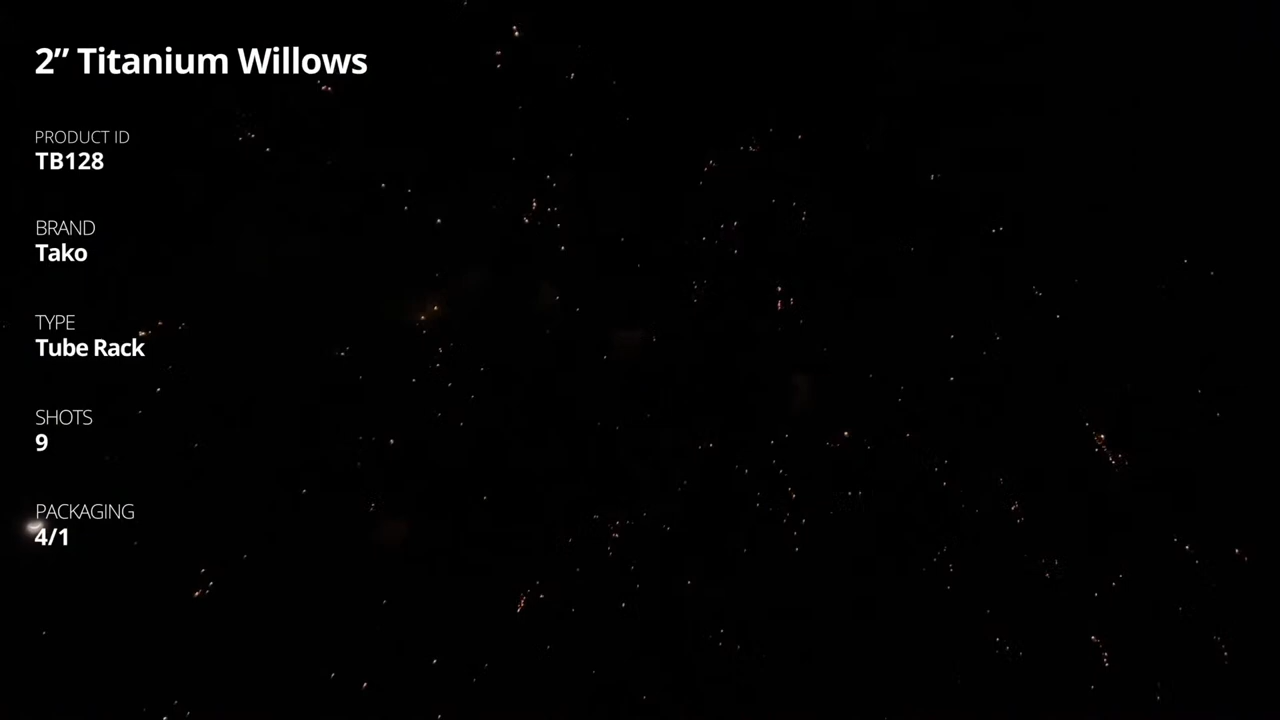 2” Titanium Willows
PRODUCT ID
TB128
BRAND
Tako
TYPE
Tube Rack
SHOTS
9
PACKAGING
4/1